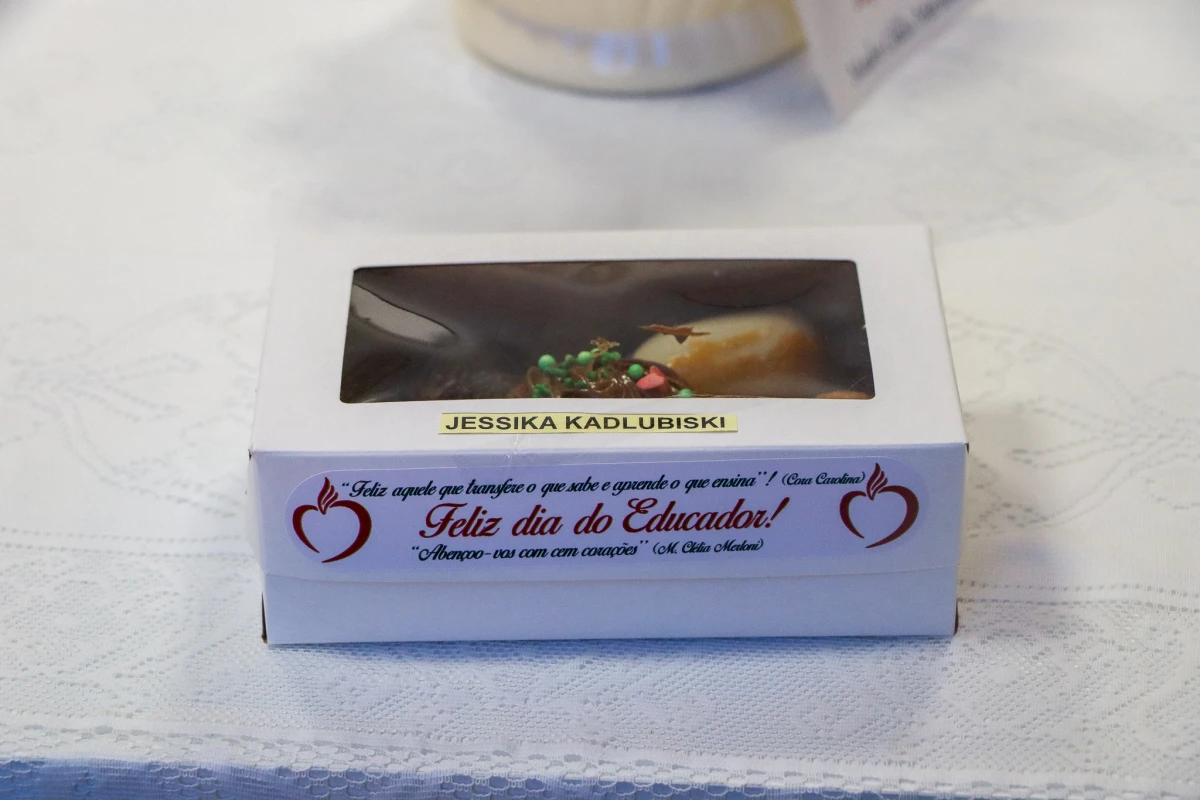 JESSIKA KADLUBISKI
“Feliz aquele que transfere o que sabe e aprende o que ensina”! (Cora Carolina)
Feliz dia do Educador!
“Abençoo-vos com cem corações” (M. Clélia Merloni)